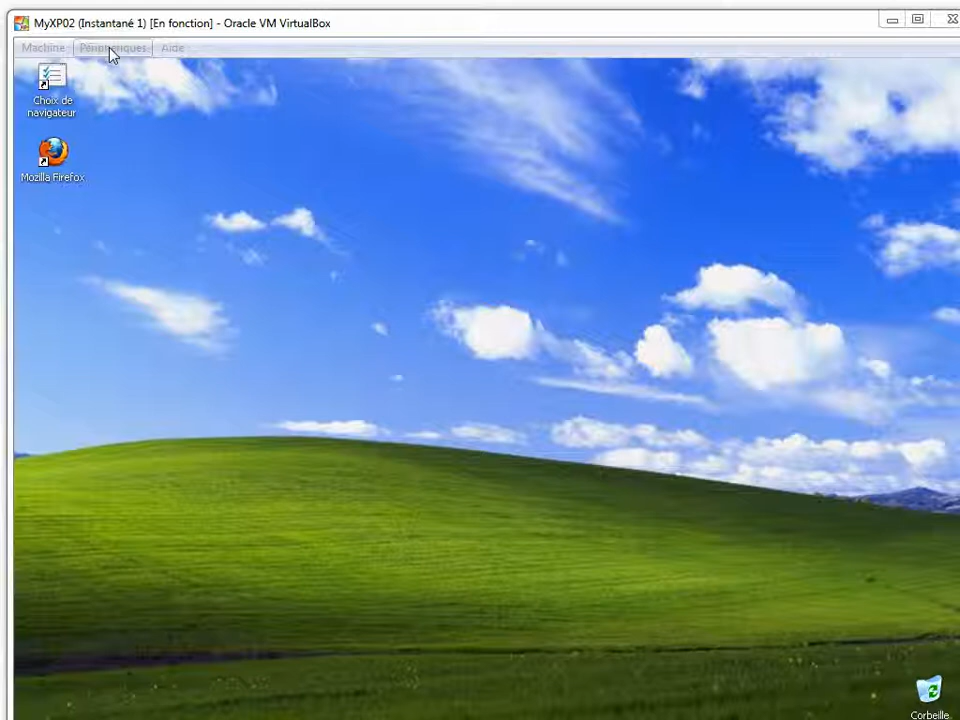 MyXP02 (Instantané 1) [En fonction] - Oracle VM VirtualBox
Machine Périphériques Aide
Choix de
navigateur
Mozilla Firefox
Corbeille